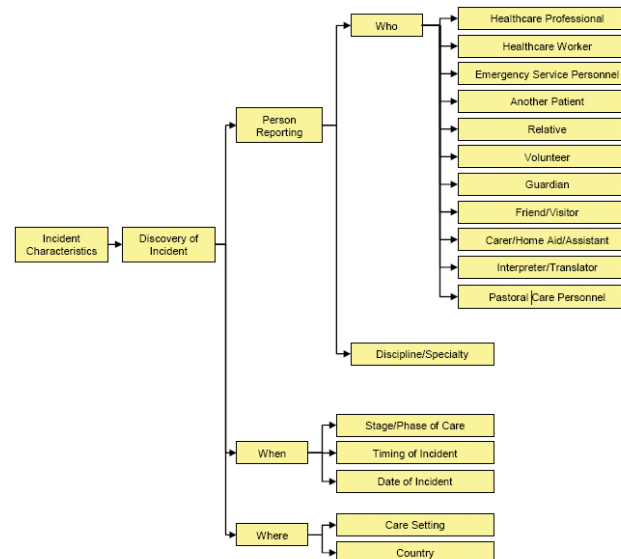 Incident
Characteristics
Discovery of
Incident
Person
Reporting
Who
Healthcare Professional
Healthcare Worker
Emergency Service Personnel
Another Patient
Relative
Volunteer
Guardian
Friend/Visitor
Carer/Home Aid/Assistant
Interpreter/Translator
Pastoral Care Personnel
Discipline/Specialty
When
Stage/Phase of Care
Timing of Incident
Date of Incident
Where
Care Setting
Country